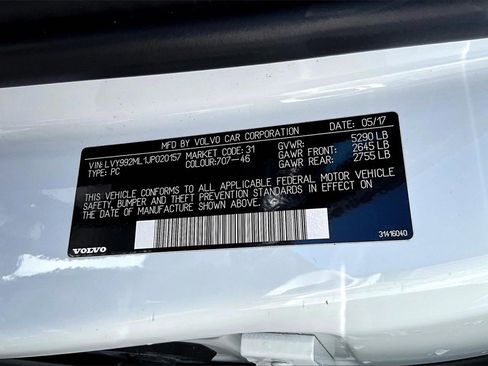 MFD BY VOLVO CAR CORPORATION DATE: 05/17
VIN: LVY992ML1JP020157 MARKET CODE: 31 GVWR: 5290 LB
TYPE: PC COLOUR: 707-46 GAWR FRONT: 2645 LB
GAWR REAR: 2755 LB
THIS VEHICLE CONFORMS TO ALL APPLICABLE FEDERAL MOTOR VEHICLE
SAFETY, BUMPER AND THEFT PREVENTION STANDARDS IN EFFECT ON
THE DATE OF MANUFACTURE SHOWN ABOVE.
VOLVO 31416040